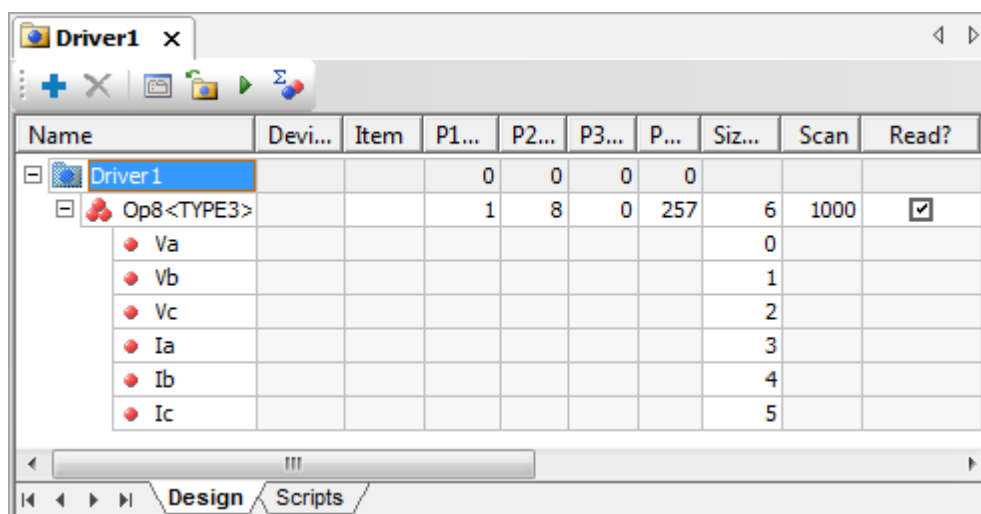 Driver1 X
Name Devi... Item P1... P2... P3... P... Siz... Scan Read?
Driver1 0 0 0 0
Op8<TYPE3> 1 8 0 257 6 1000
Va 0
Vb 1
Vc 2
Ia 3
Ib 4
Ic 5
Design Scripts